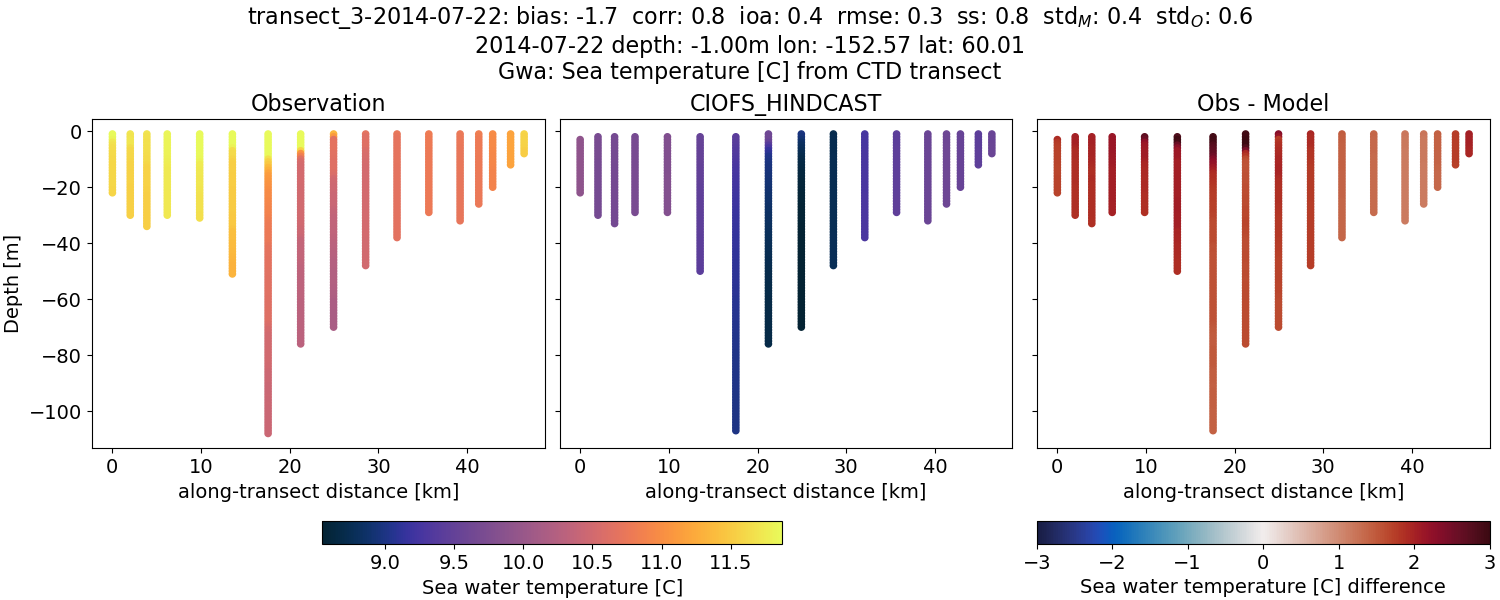 transect_3-2014-07-22: bias: -1.7  corr: 0.8  ioa: 0.4  rmse: 0.3  ss: 0.8  std_M: 0.4  std_O: 0.6
2014-07-22 depth: -1.00m lon: -152.57 lat: 60.01
Gwa: Sea temperature [C] from CTD transect
Observation
CIOFS_HINDCAST
Obs - Model
Depth [m]
0
−20
−40
−60
−80
−100
0 10 20 30 40
0 10 20 30 40
0 10 20 30 40
along-transect distance [km]
along-transect distance [km]
along-transect distance [km]
9.0 9.5 10.0 10.5 11.0 11.5
Sea water temperature [C]
−3 −2 −1 0 1 2 3
Sea water temperature [C] difference